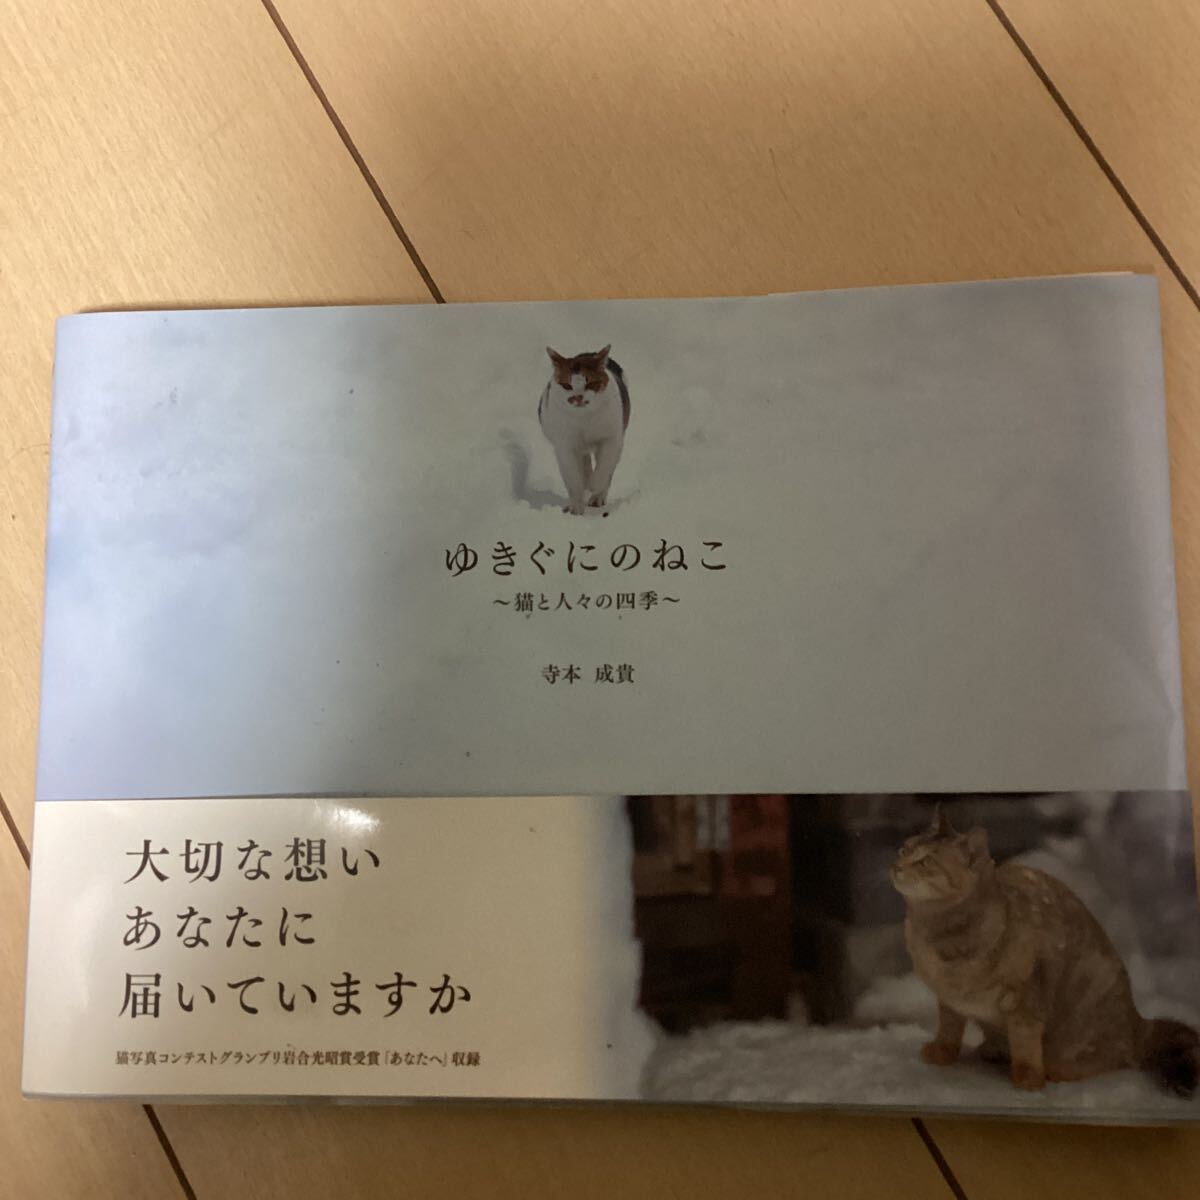 ゆきぐにのねこ
〜猫と人々の四季〜
寺本 成貴
大切な想い
あなたに
届いていますか
猫写真コンテストグランプリ岩合光昭賞受賞「あなたへ」収録